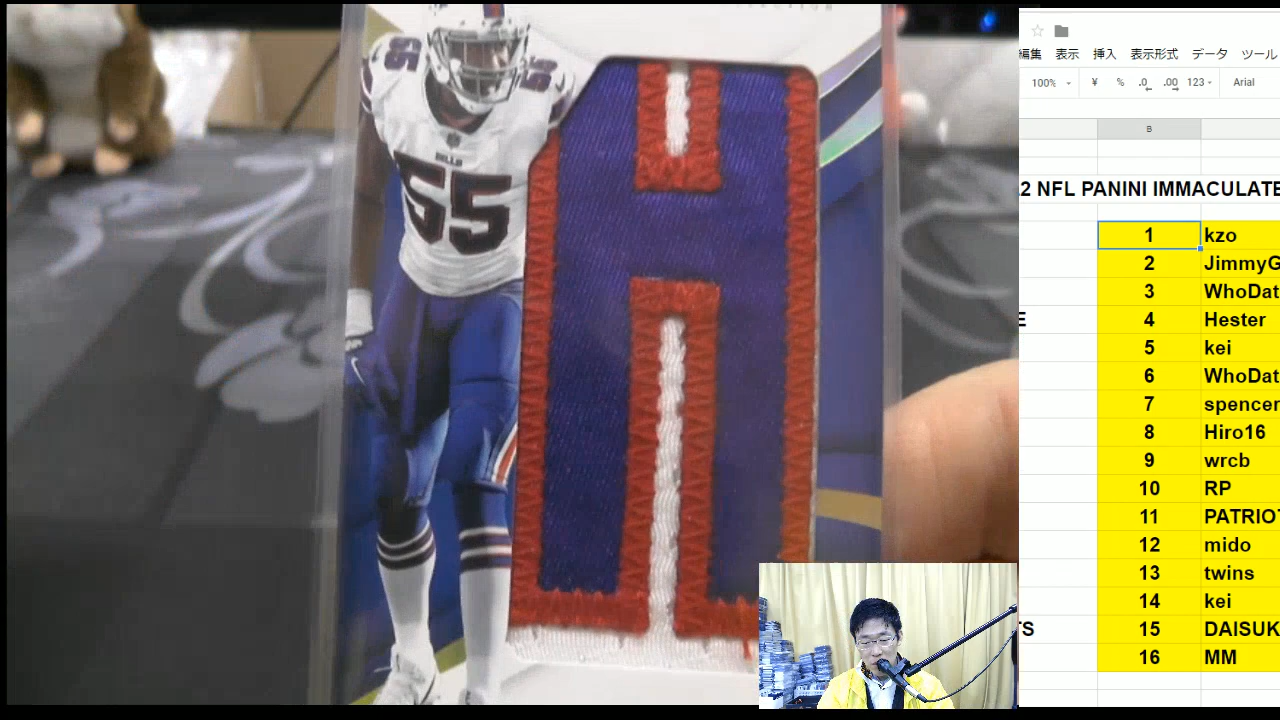 編集 表示 挿入 表示形式 データ ツール
100% ¥ % .0 .00 123 Arial
B
2 NFL PANINI IMMACULATE
1 kzo
2 JimmyG
3 WhoDat
E 4 Hester
5 kei
6 WhoDat
7 spencer
8 Hiro16
9 wrcb
10 RP
11 PATRIOT
12 mido
13 twins
14 kei
TS 15 DAISUK
16 MM
55
55
BILLS
55
A